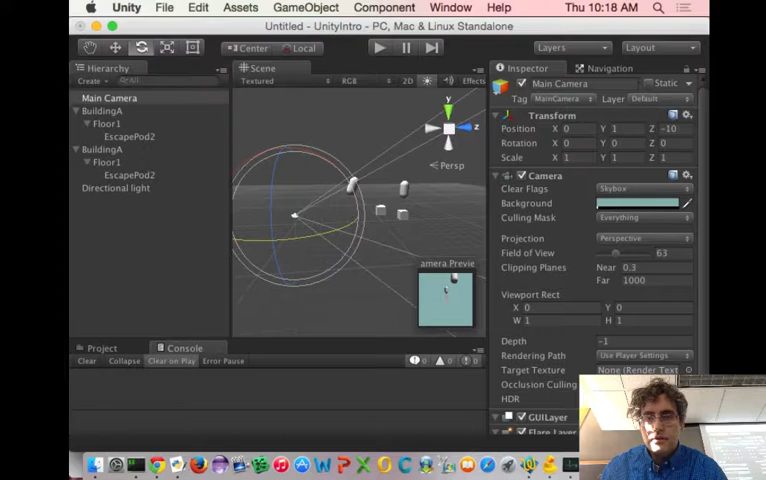 Unity File Edit Assets GameObject Component Window Help Thu 10:18 AM
Untitled - UnityIntro - PC, Mac & Linux Standalone
Center Local Layers Layout
Hierarchy Scene Inspector Navigation
Create All Textured RGB 2D Effects Main Camera Static
Tag MainCamera Layer Default
Main Camera
BuildingA
Floor1
EscapePod2
BuildingA
Floor1
EscapePod2
Directional light
y
z
Persp
amera Previe
Transform
Position X 0 Y 1 Z -10
Rotation X 0 Y 0 Z 0
Scale X 1 Y 1 Z 1
Camera
Clear Flags Skybox
Background
Culling Mask Everything
Projection Perspective
Field of View 63
Clipping Planes Near 0.3
Far 1000
Viewport Rect
X 0 Y 0
W 1 H 1
Depth -1
Rendering Path Use Player Settings
Target Texture None (Render Text
Occlusion Culling
HDR
GUILayer
Flare Layer
Project Console
Clear Collapse Clear on Play Error Pause 0 0 0